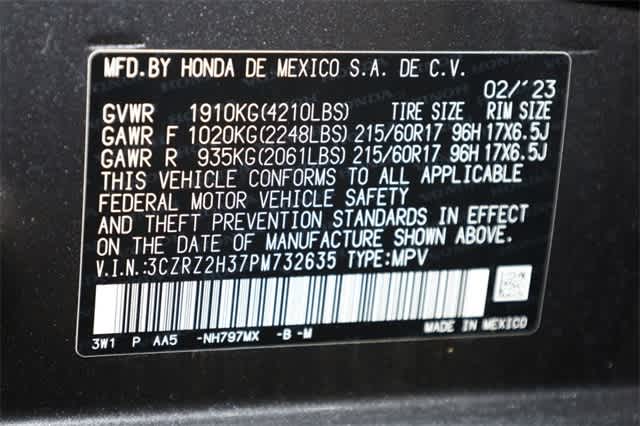 MFD.BY HONDA DE MEXICO S.A. DE C.V.
02/'23
GVWR 1910KG(4210LBS) TIRE SIZE RIM SIZE
GAWR F 1020KG(2248LBS) 215/60R17 96H 17X6.5J
GAWR R 935KG(2061LBS) 215/60R17 96H 17X6.5J
THIS VEHICLE CONFORMS TO ALL APPLICABLE
FEDERAL MOTOR VEHICLE SAFETY
AND THEFT PREVENTION STANDARDS IN EFFECT
ON THE DATE OF MANUFACTURE SHOWN ABOVE.
V.I.N.:3CZRZ2H37PM732635 TYPE:MPV
3W1 P AA5 -NH797MX -B -M
MADE IN MEXICO